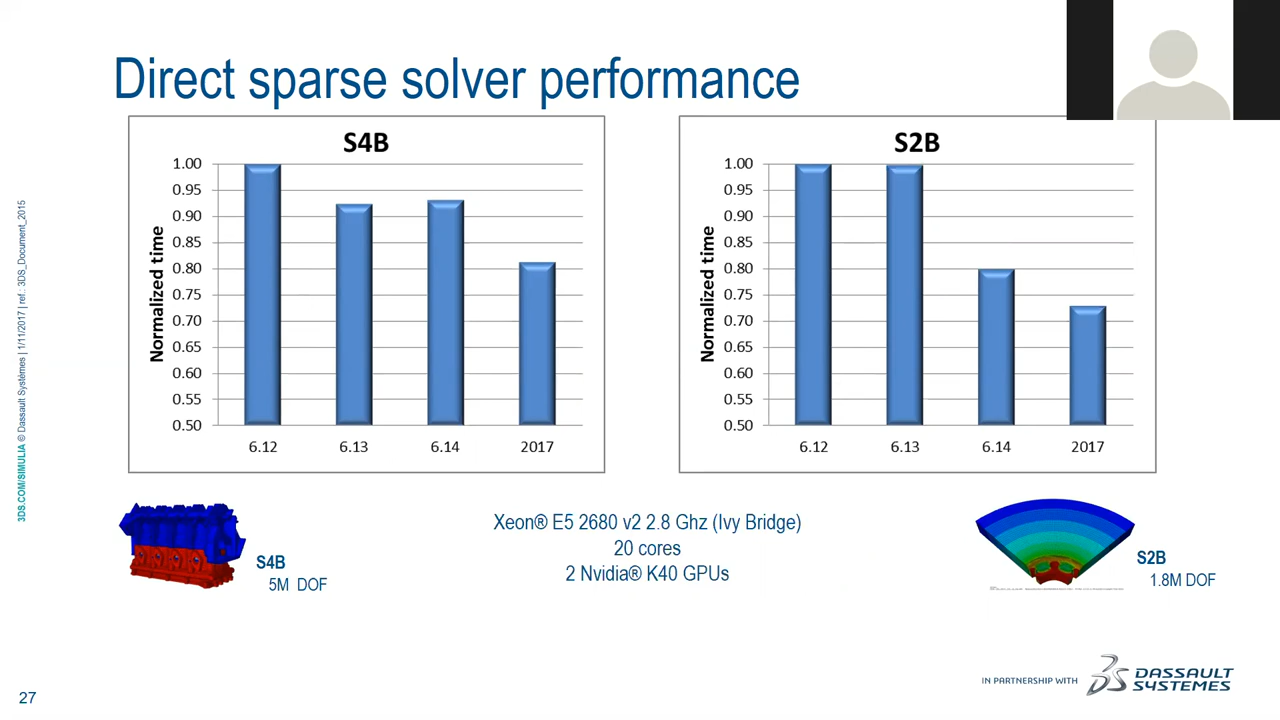 Direct sparse solver performance
S4B
Normalized time
1.00
0.95
0.90
0.85
0.80
0.75
0.70
0.65
0.60
0.55
0.50
6.12 6.13 6.14 2017
S2B
Normalized time
1.00
0.95
0.90
0.85
0.80
0.75
0.70
0.65
0.60
0.55
0.50
6.12 6.13 6.14 2017
3DS.COM/SIMULIA © Dassault Systèmes | 1/11/2017 | ref.: 3DS_Document_2015
S4B
5M DOF
Xeon® E5 2680 v2 2.8 Ghz (Ivy Bridge)
20 cores
2 Nvidia® K40 GPUs
S2B
1.8M DOF
27
IN PARTNERSHIP WITH
DASSAULT
SYSTEMES